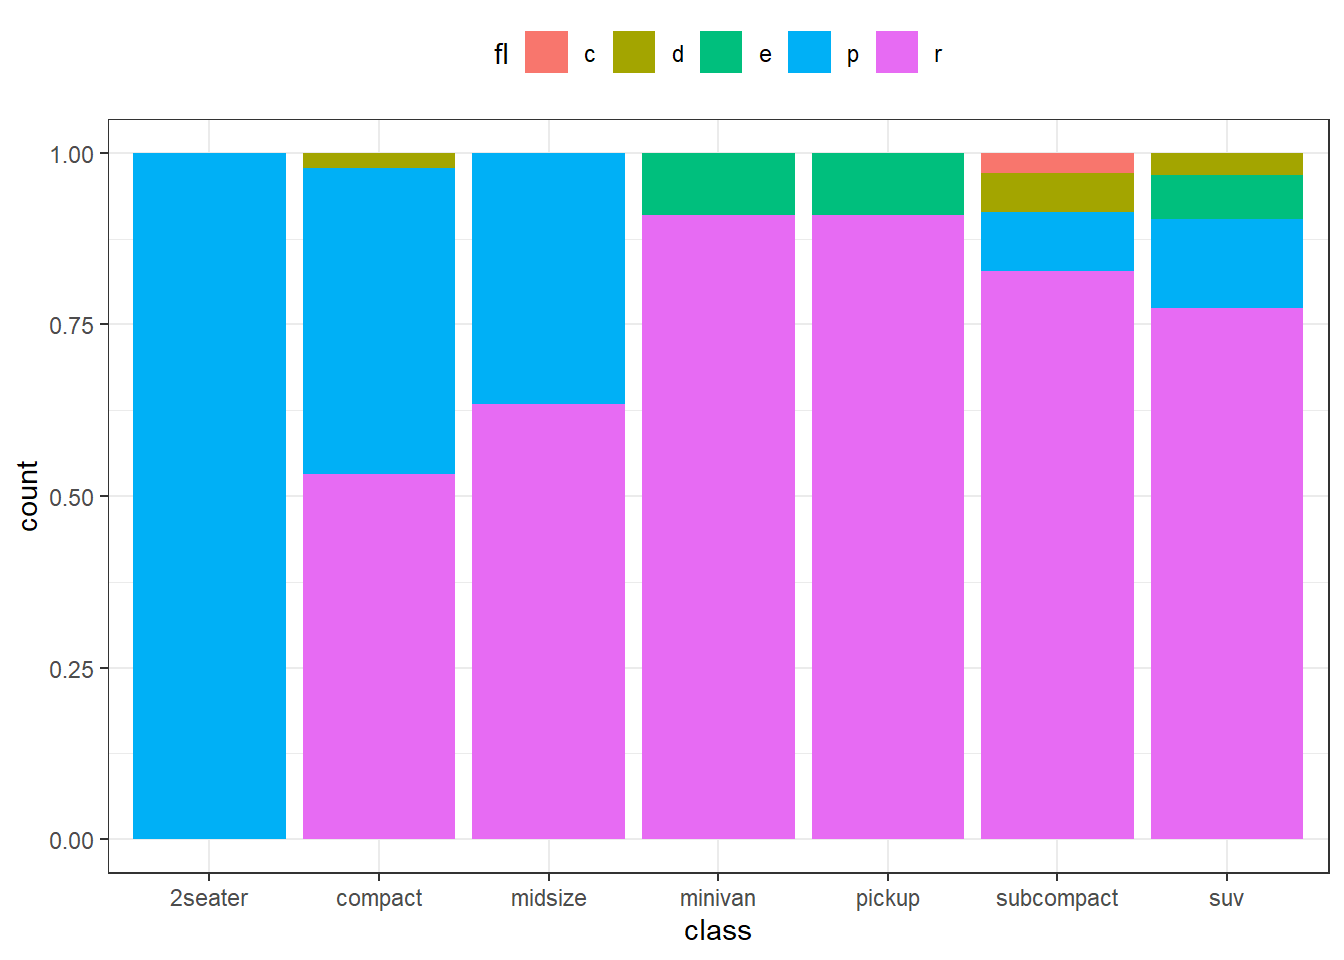 fl c d e p r
1.00
0.75
0.50
0.25
0.00
count
2seater compact midsize minivan pickup subcompact suv
class